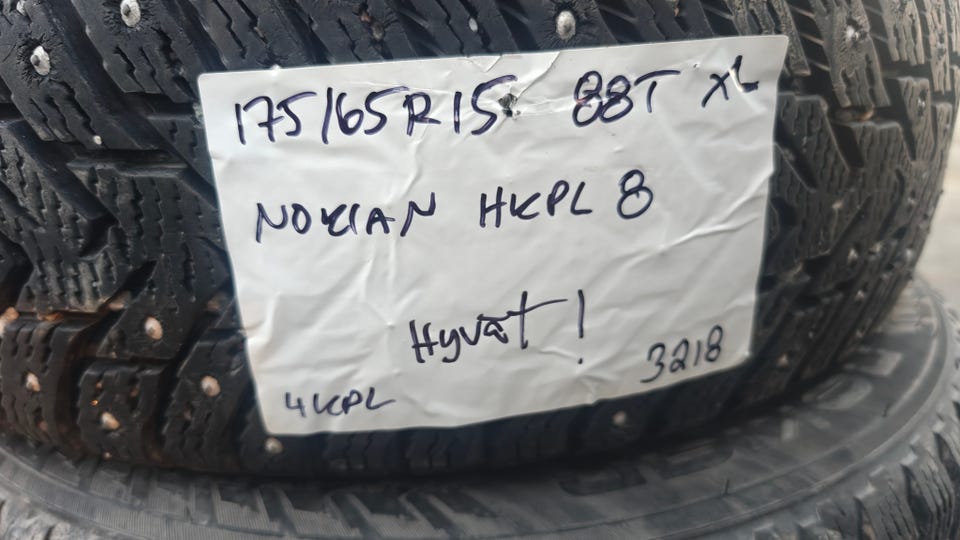 175/65R15 88T XL
NOKIAN HKPL 8
Hyvät!
4KPL 3218